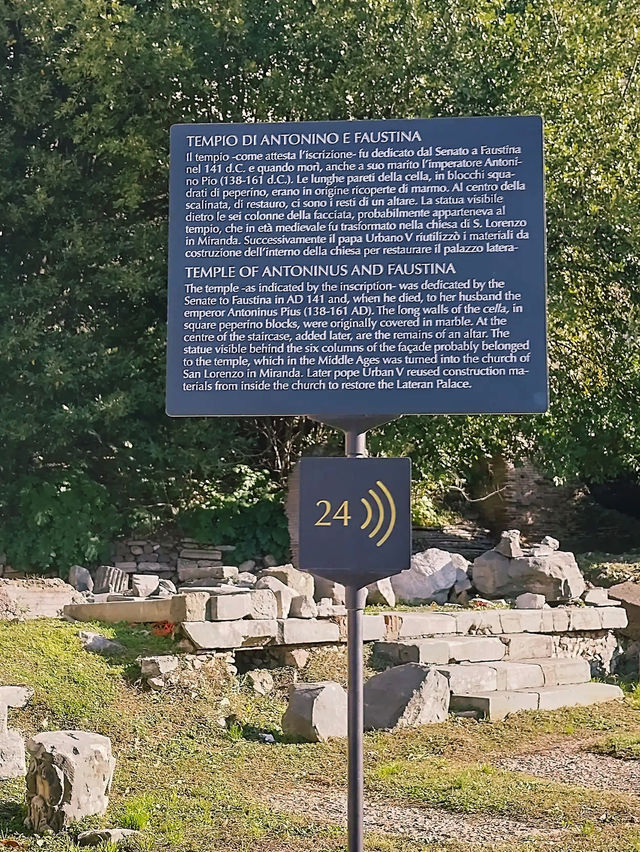 TEMPIO DI ANTONINO E FAUSTINA
Il tempio -come attesta l'iscrizione- fu dedicato dal Senato a Faustina
nel 141 d.C. e quando morì, anche a suo marito l'imperatore Antoni-
no Pio (138-161 d.C.). Le lunghe pareti della cella, in blocchi squa-
drati di peperino, erano in origine ricoperte di marmo. Al centro della
scalinata, di restauro, ci sono i resti di un altare. La statua visibile
dietro le sei colonne della facciata, probabilmente apparteneva al
tempio, che in età medievale fu trasformato nella chiesa di S. Lorenzo
in Miranda. Successivamente il papa Urbano V riutilizzò i materiali da
costruzione dell'interno della chiesa per restaurare il palazzo latera-
TEMPLE OF ANTONINUS AND FAUSTINA
The temple -as indicated by the inscription- was dedicated by the
Senate to Faustina in AD 141 and, when he died, to her husband the
emperor Antoninus Pius (138-161 AD). The long walls of the cella, in
square peperino blocks, were originally covered in marble. At the
centre of the staircase, added later, are the remains of an altar. The
statue visible behind the six columns of the façade probably belonged
to the temple, which in the Middle Ages was turned into the church of
San Lorenzo in Miranda. Later pope Urban V reused construction ma-
terials from inside the church to restore the Lateran Palace.
24